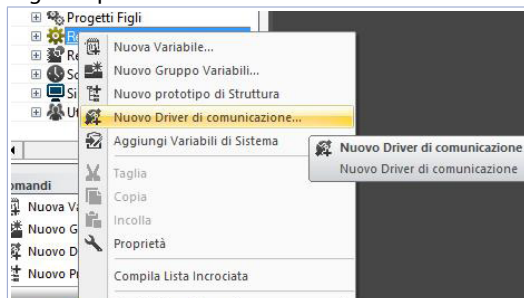 Progetti Figli
Nuova Variabile...
Nuovo Gruppo Variabili...
Nuovo prototipo di Struttura
Nuovo Driver di comunicazione...
Aggiungi Variabili di Sistema
Nuovo Driver di comunicazione
Nuovo Driver di comunicazione
Taglia
Copia
Incolla
Proprietà
Compila Lista Incrociata
omandi
Nuova Va
Nuovo G
Nuovo D
Nuovo Pr